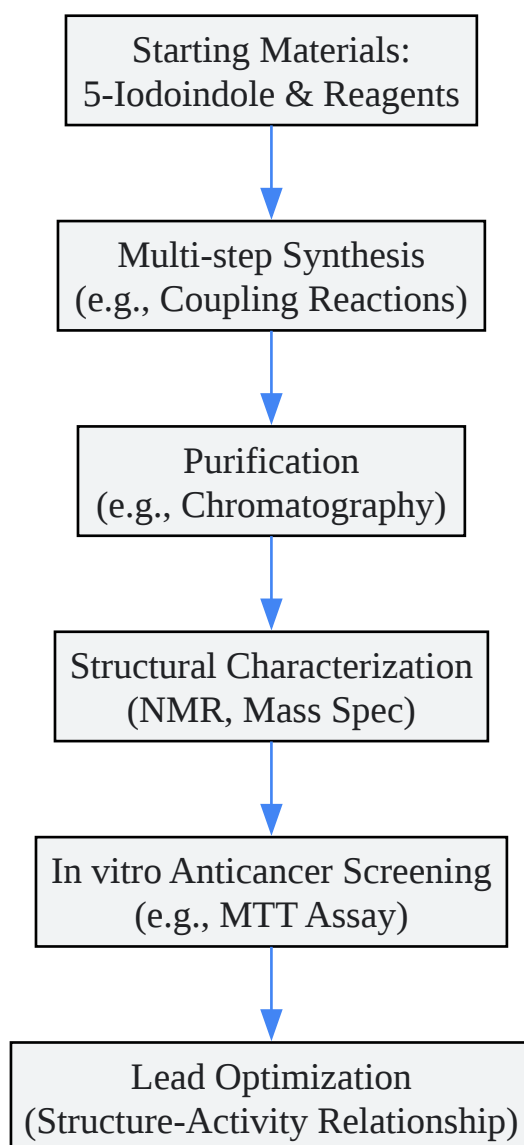 Starting Materials:
5-Iodoindole & Reagents
Multi-step Synthesis
(e.g., Coupling Reactions)
Purification
(e.g., Chromatography)
Structural Characterization
(NMR, Mass Spec)
In vitro Anticancer Screening
(e.g., MTT Assay)
Lead Optimization
(Structure-Activity Relationship)